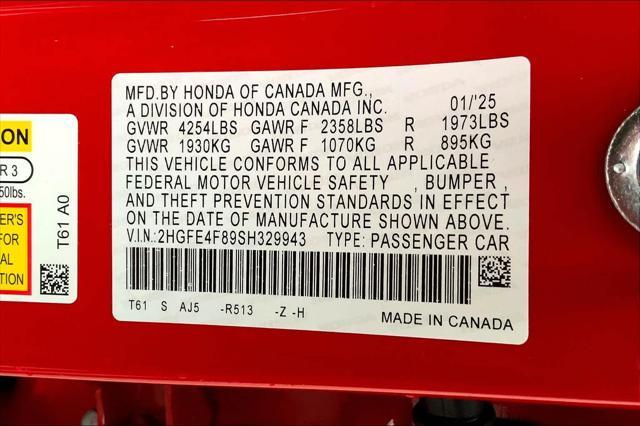 ON
R 3
50lbs.
ER'S
FOR
AL
TION
T61 A0
MFD.BY HONDA OF CANADA MFG.,
A DIVISION OF HONDA CANADA INC. 01/'25
GVWR 4254LBS GAWR F 2358LBS R 1973LBS
GVWR 1930KG GAWR F 1070KG R 895KG
THIS VEHICLE CONFORMS TO ALL APPLICABLE
FEDERAL MOTOR VEHICLE SAFETY , BUMPER ,
AND THEFT PREVENTION STANDARDS IN EFFECT
ON THE DATE OF MANUFACTURE SHOWN ABOVE.
V.I.N.:2HGFE4F89SH329943 TYPE: PASSENGER CAR
T61 S AJ5 -R513 -Z -H
MADE IN CANADA